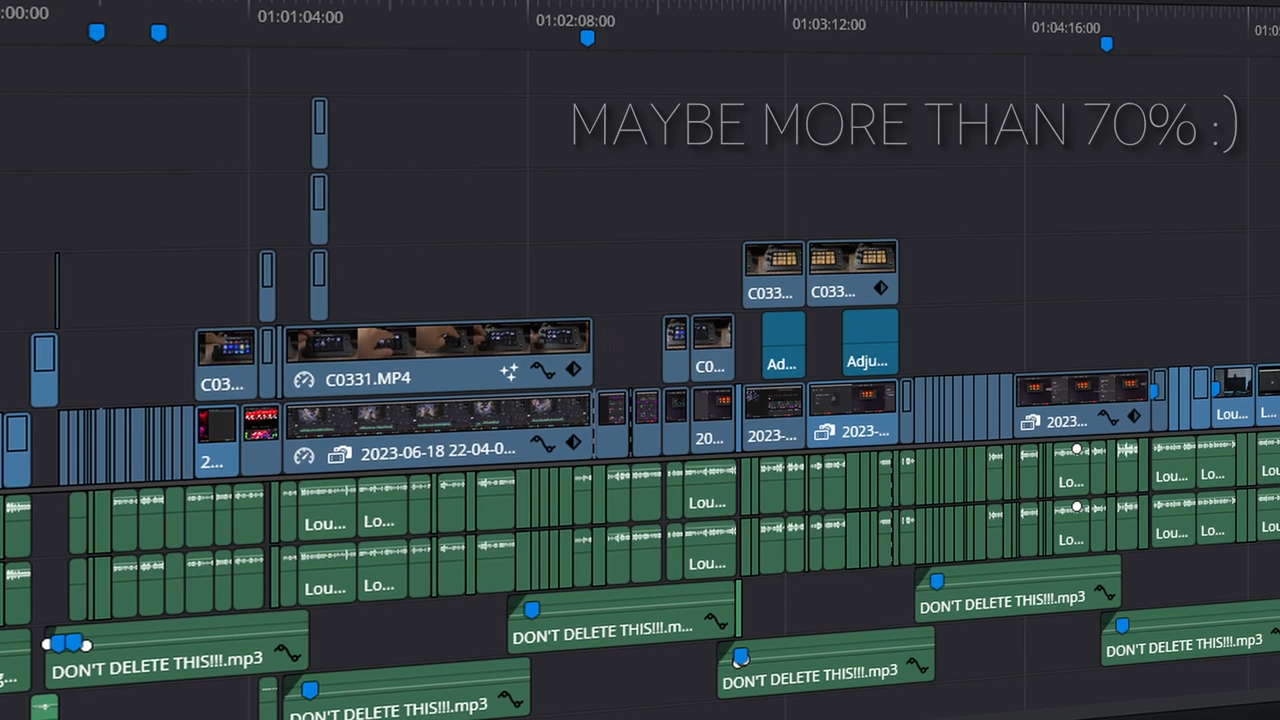 :00:00
01:01:04:00
01:02:08:00
01:03:12:00
01:04:16:00
MAYBE MORE THAN 70% :)
C033...
C033...
C03...
C0331.MP4
C0...
Ad...
Adju...
2...
2023-06-18 22-04-0...
20...
2023-...
2023-...
2023...
Lou...
L...
Lou...
Lo...
Lou...
Lo...
Lou...
Lo...
Lou...
Lou...
Lo...
Lou...
Lo...
Lou...
Lo...
Lou...
DON'T DELETE THIS!!!.mp3
DON'T DELETE THIS!!!.m...
DON'T DELETE THIS!!!.mp3
DON'T DELETE THIS!!!.mp3
DON'T DELETE THIS!!!.mp3
DON'T DELETE THIS!!!.mp3